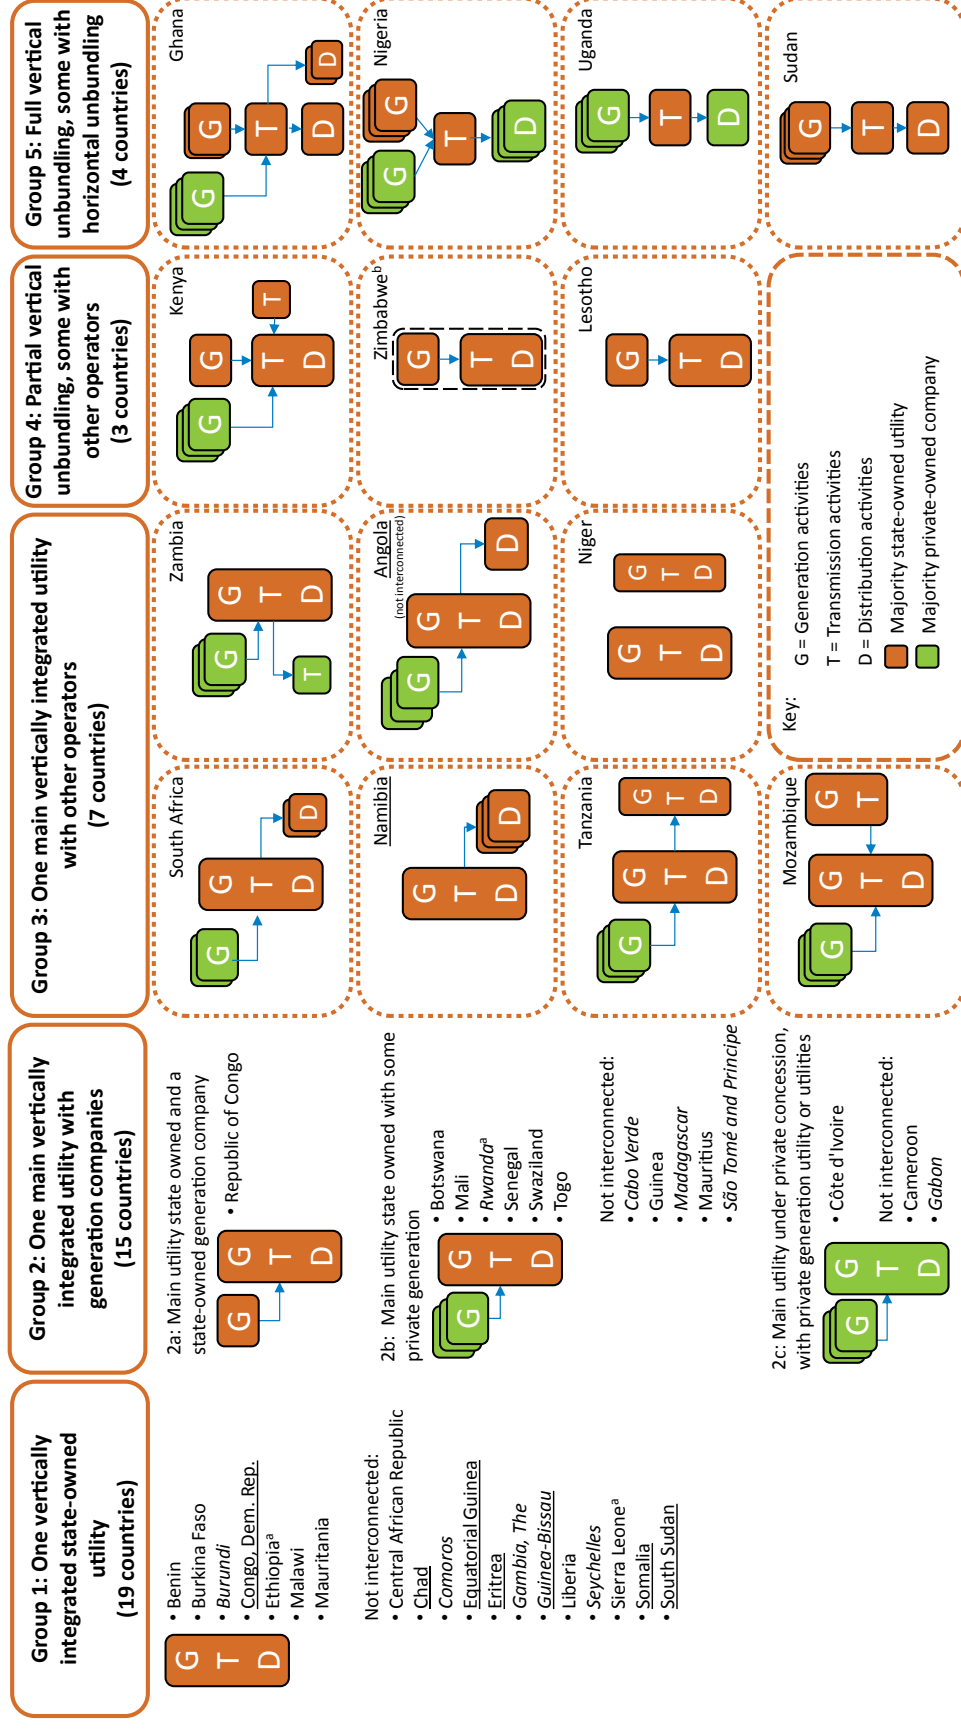 Group 1: One vertically
integrated state-owned
utility
(19 countries)
G
T
D
• Benin
• Burkina Faso
• Burundi
• Congo, Dem. Rep.
• Ethiopiaᵃ
• Malawi
• Mauritania
Not interconnected:
• Central African Republic
• Chad
• Comoros
• Equatorial Guinea
• Eritrea
• Gambia, The
• Guinea-Bissau
• Liberia
• Seychelles
• Sierra Leoneᵃ
• Somalia
• South Sudan
Group 2: One main vertically
integrated utility with
generation companies
(15 countries)
2a: Main utility state owned and a
state-owned generation company
G
G
T
D
• Republic of Congo
2b: Main utility state owned with some
private generation
G
G
T
D
• Botswana
• Mali
• Rwandaᵃ
• Senegal
• Swaziland
• Togo
Not interconnected:
• Cabo Verde
• Guinea
• Madagascar
• Mauritius
• São Tomé and Principe
2c: Main utility under private concession,
with private generation utility or utilities
G
G
T
D
• Côte d'Ivoire
Not interconnected:
• Cameroon
• Gabon
Group 3: One main vertically integrated utility
with other operators
(7 countries)
South Africa
G
G
T
D
D
Zambia
G
G
T
D
T
Namibia
G
T
D
D
Angola
(not interconnected)
G
G
T
D
D
Tanzania
G
G
T
D
G
T
D
Niger
G
T
D
G
T
D
Mozambique
G
G
T
D
G
T
Group 4: Partial vertical
unbundling, some with
other operators
(3 countries)
Kenya
G
G
T
D
T
Zimbabweᵇ
G
T
D
Lesotho
G
T
D
Group 5: Full vertical
unbundling, some with
horizontal unbundling
(4 countries)
Ghana
G
G
T
D
D
Nigeria
G
G
T
D
Uganda
G
T
D
Sudan
G
T
D
Key:
G = Generation activities
T = Transmission activities
D = Distribution activities
Majority state-owned utility
Majority private-owned company